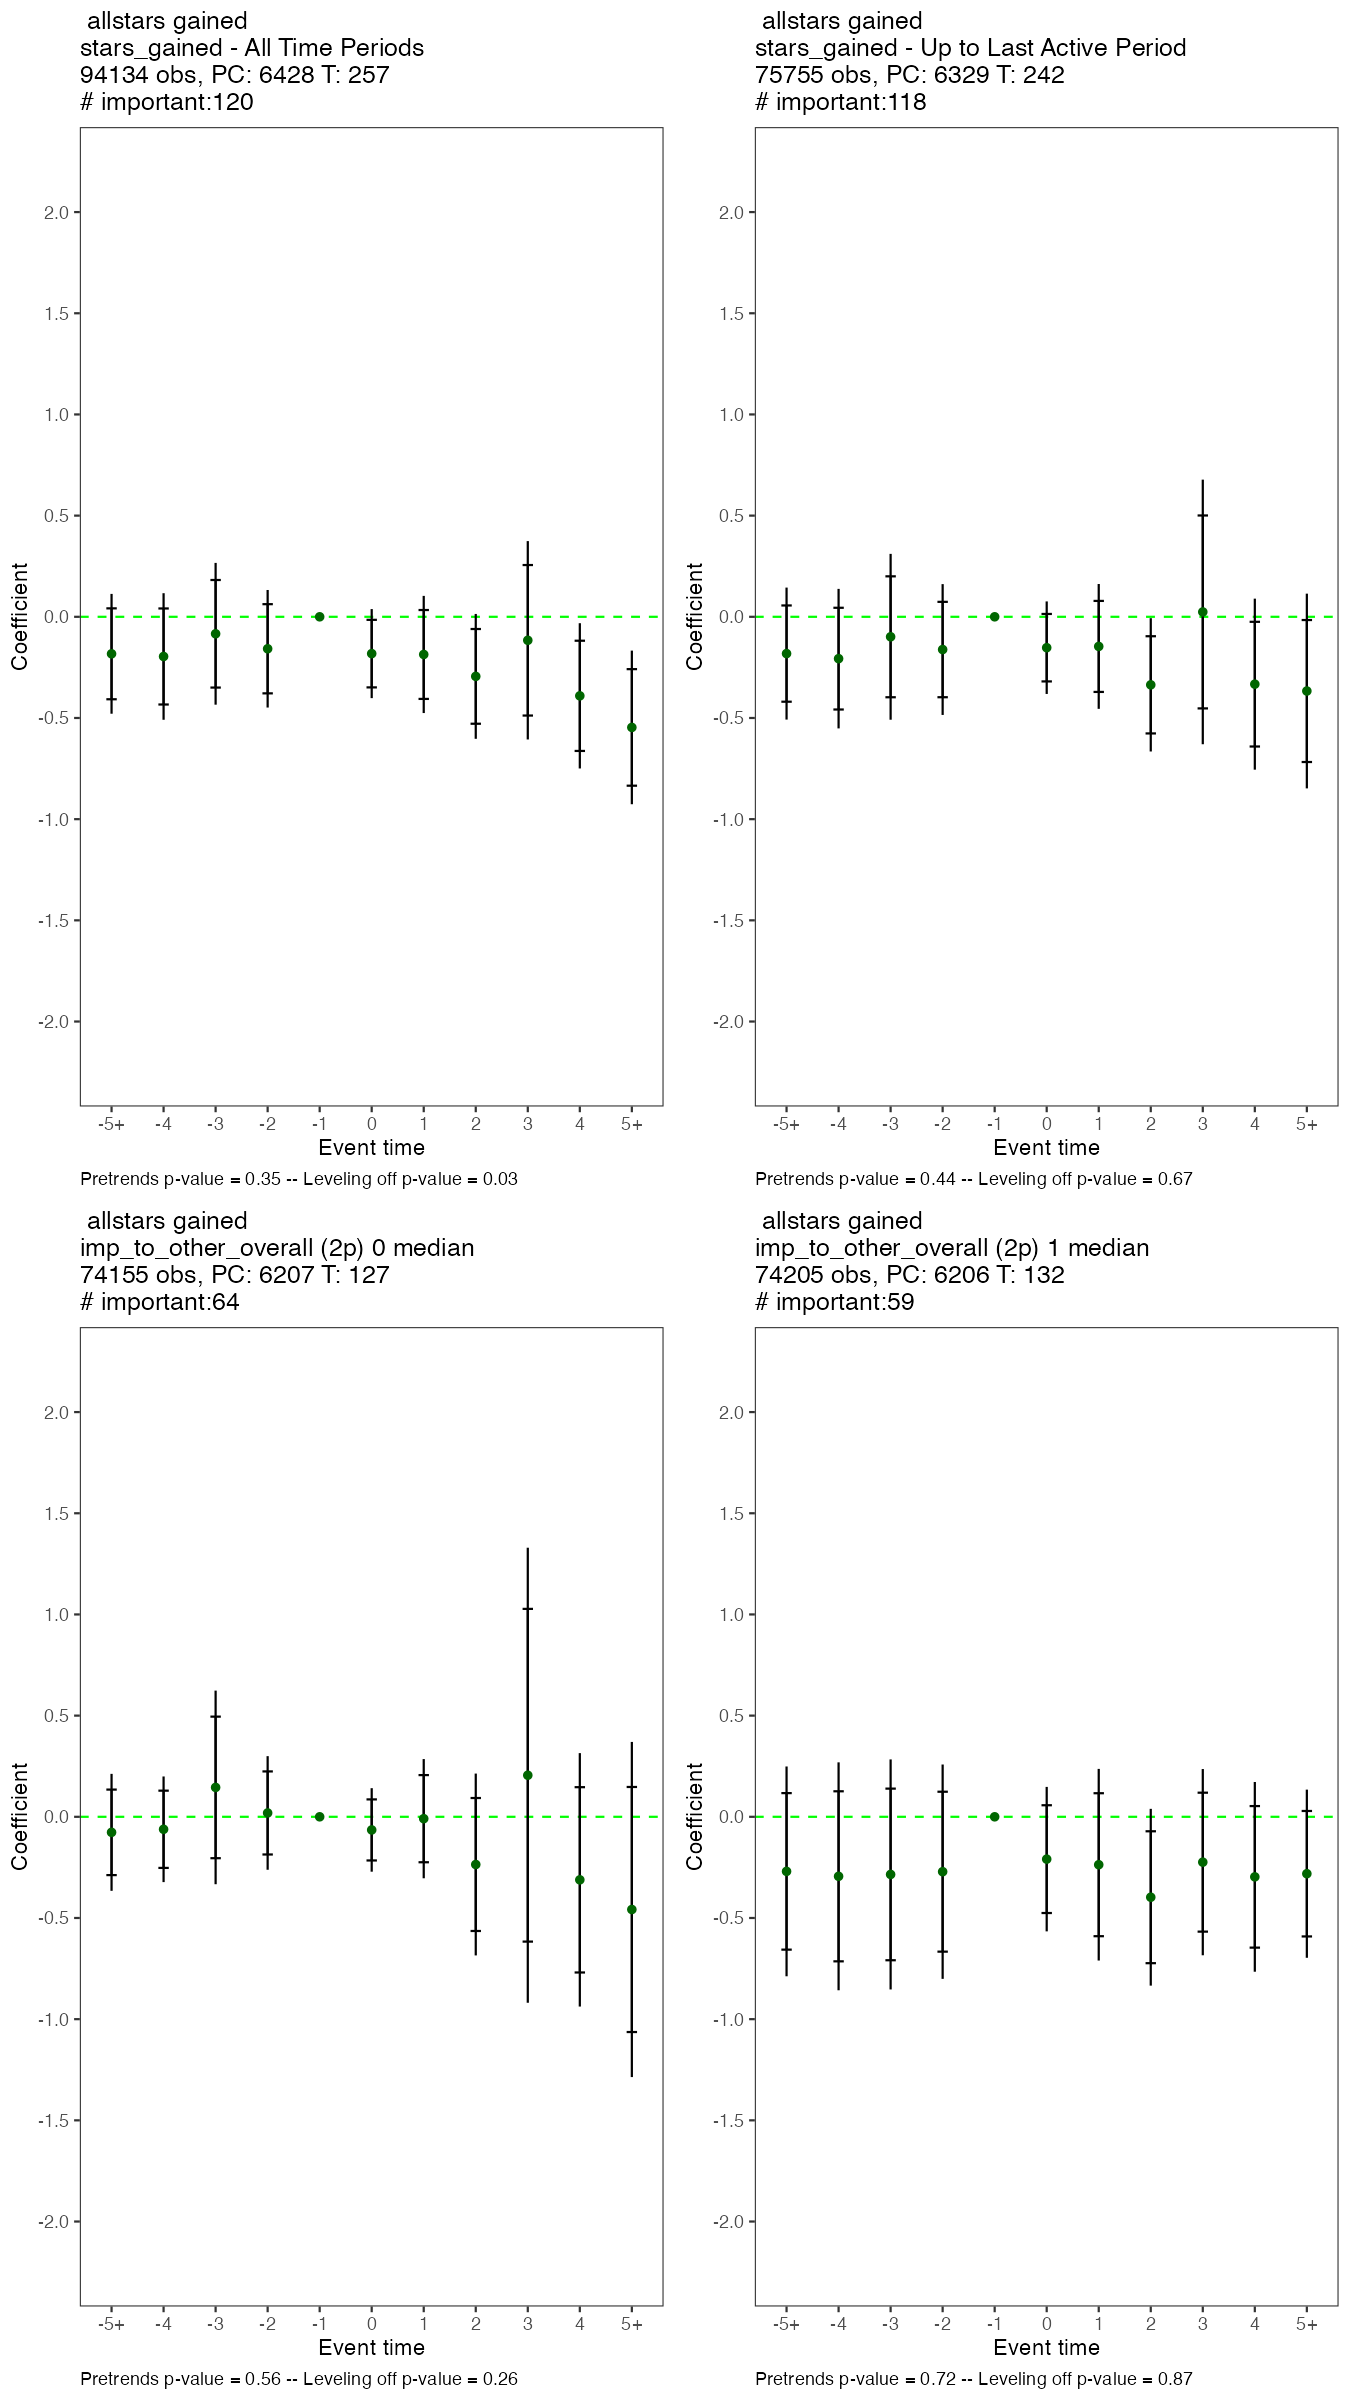 allstars gained
stars_gained - All Time Periods
94134 obs, PC: 6428 T: 257
# important:120
2.0
1.5
1.0
0.5
0.0
-0.5
-1.0
-1.5
-2.0
Coefficient
-5+ -4 -3 -2 -1 0 1 2 3 4 5+
Event time
Pretrends p-value = 0.35 -- Leveling off p-value = 0.03
allstars gained
stars_gained - Up to Last Active Period
75755 obs, PC: 6329 T: 242
# important:118
2.0
1.5
1.0
0.5
0.0
-0.5
-1.0
-1.5
-2.0
Coefficient
-5+ -4 -3 -2 -1 0 1 2 3 4 5+
Event time
Pretrends p-value = 0.44 -- Leveling off p-value = 0.67
allstars gained
imp_to_other_overall (2p) 0 median
74155 obs, PC: 6207 T: 127
# important:64
2.0
1.5
1.0
0.5
0.0
-0.5
-1.0
-1.5
-2.0
Coefficient
-5+ -4 -3 -2 -1 0 1 2 3 4 5+
Event time
Pretrends p-value = 0.56 -- Leveling off p-value = 0.26
allstars gained
imp_to_other_overall (2p) 1 median
74205 obs, PC: 6206 T: 132
# important:59
2.0
1.5
1.0
0.5
0.0
-0.5
-1.0
-1.5
-2.0
Coefficient
-5+ -4 -3 -2 -1 0 1 2 3 4 5+
Event time
Pretrends p-value = 0.72 -- Leveling off p-value = 0.87